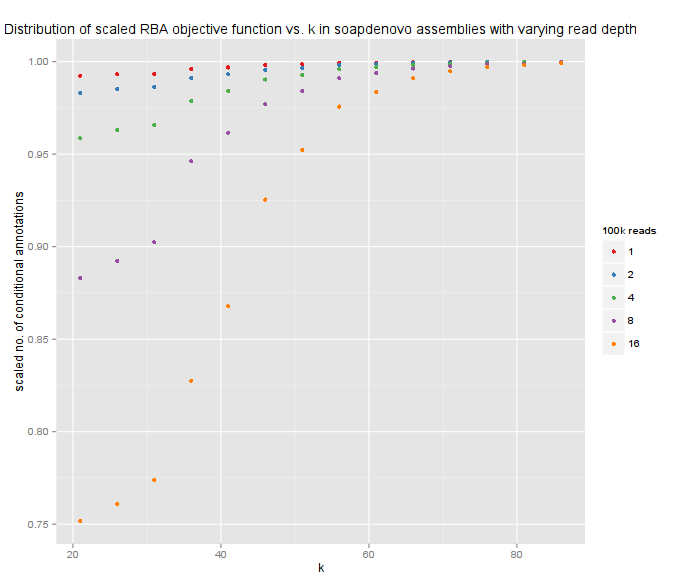 Distribution of scaled RBA objective function vs. k in soapdenovo assemblies with varying read depth
scaled no. of conditional annotations
1.00
0.95
0.90
0.85
0.80
0.75
20 40 60 80
k
100k reads
1
2
4
8
16